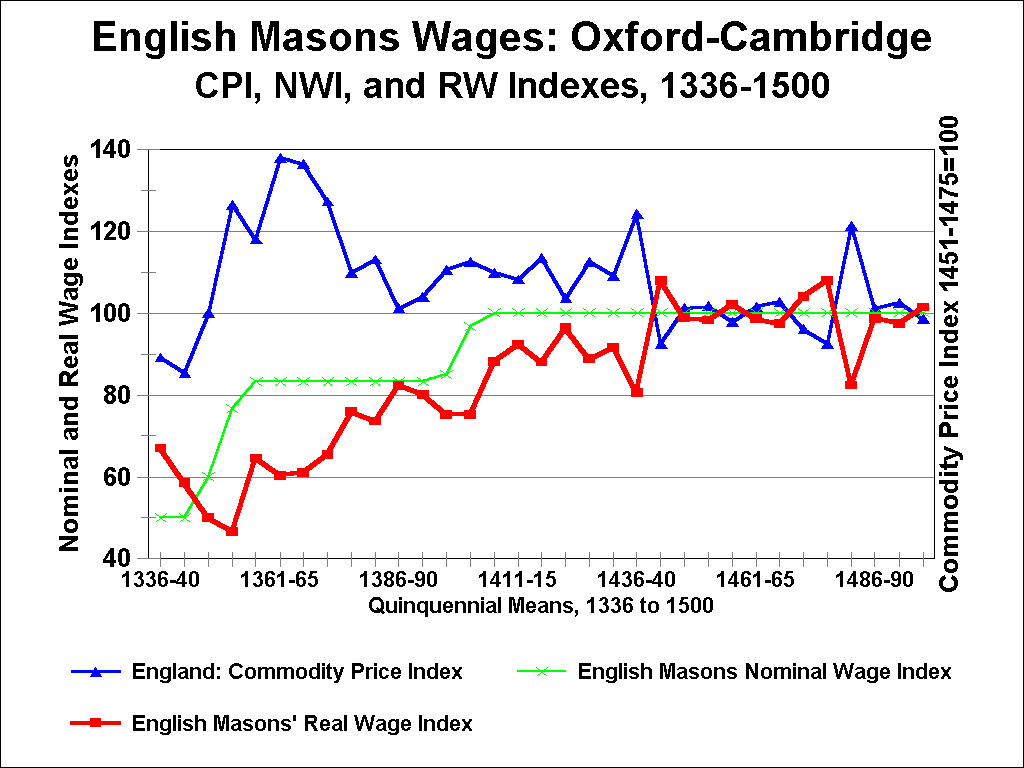 English Masons Wages: Oxford-Cambridge
CPI, NWI, and RW Indexes, 1336-1500
Nominal and Real Wage Indexes
140
120
100
80
60
40
Commodity Price Index 1451-1475=100
1336-40 1361-65 1386-90 1411-15 1436-40 1461-65 1486-90
Quinquennial Means, 1336 to 1500
England: Commodity Price Index
English Masons Nominal Wage Index
English Masons' Real Wage Index